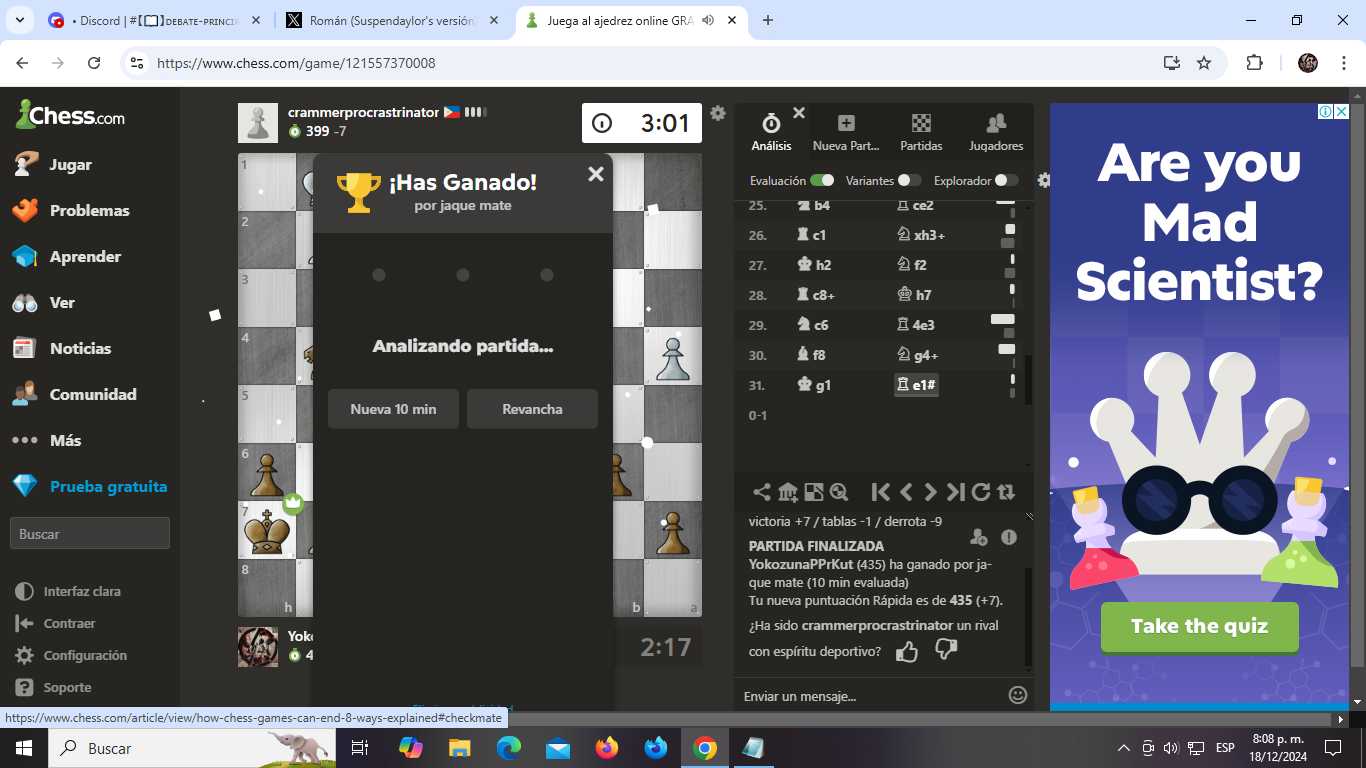 Discord | #【📖】ᴅᴇʙᴀᴛᴇ-ᴘʀɪɴᴄɪᴘ
Román (Suspendaylor's versión)
Juega al ajedrez online GRA
https://www.chess.com/game/121557370008
Chess.com
Jugar
Problemas
Aprender
Ver
Noticias
Comunidad
Más
Prueba gratuita
Buscar
Interfaz clara
Contraer
Configuración
Soporte
crammerprocrastrinator
399 -7
3:01
1
2
3
4
5
6
7
8
h
b
a
¡Has Ganado!
por jaque mate
Analizando partida...
Nueva 10 min
Revancha
Yoko
4
2:17
Análisis
Nueva Part...
Partidas
Jugadores
Evaluación
Variantes
Explorador
25. b4 ce2
26. c1 xh3+
27. h2 f2
28. c8+ h7
29. c6 4e3
30. f8 g4+
31. g1 e1#
0-1
victoria +7 / tablas -1 / derrota -9
PARTIDA FINALIZADA
YokozunaPPrKut (435) ha ganado por ja-
que mate (10 min evaluada)
Tu nueva puntuación Rápida es de 435 (+7).
¿Ha sido crammerprocrastrinator un rival
con espíritu deportivo?
Enviar un mensaje...
Are you
Mad
Scientist?
Take the quiz
https://www.chess.com/article/view/how-chess-games-can-end-8-ways-explained#checkmate
Buscar
ESP
8:08 p. m.
18/12/2024